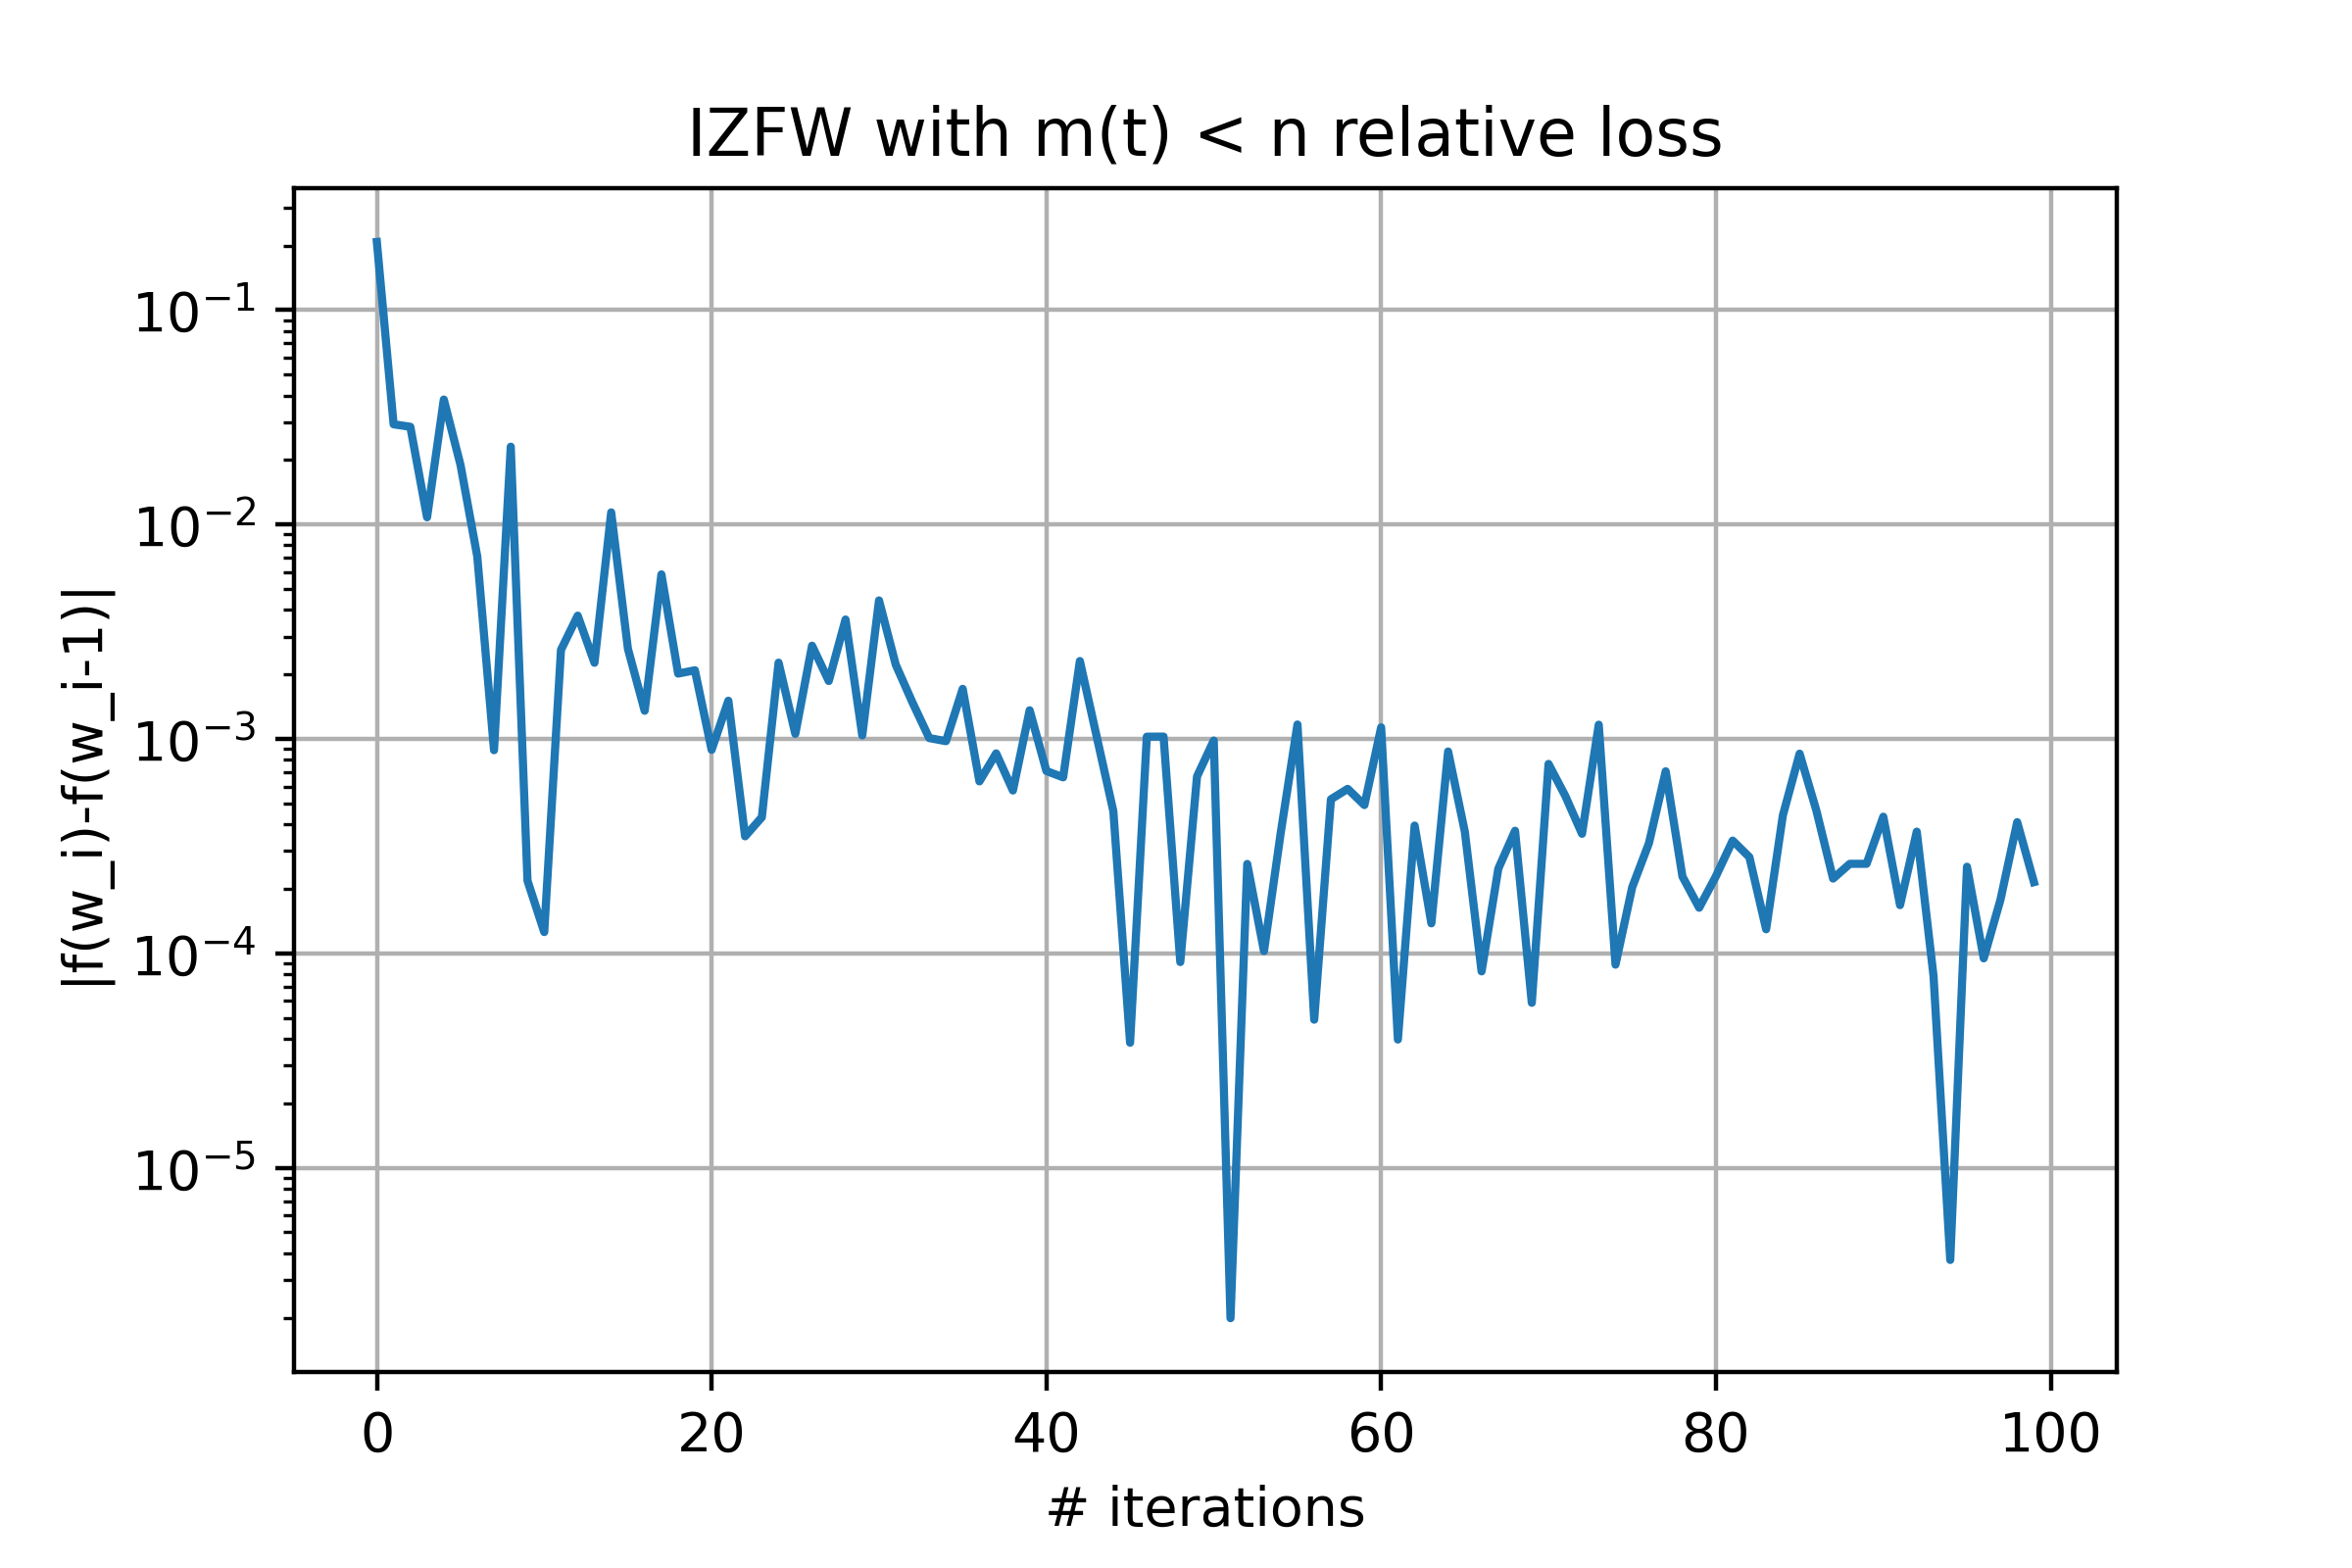 IZFW with m(t) < n relative loss
|f(w_i)-f(w_i-1)|
10⁻¹
10⁻²
10⁻³
10⁻⁴
10⁻⁵
0 20 40 60 80 100
# iterations